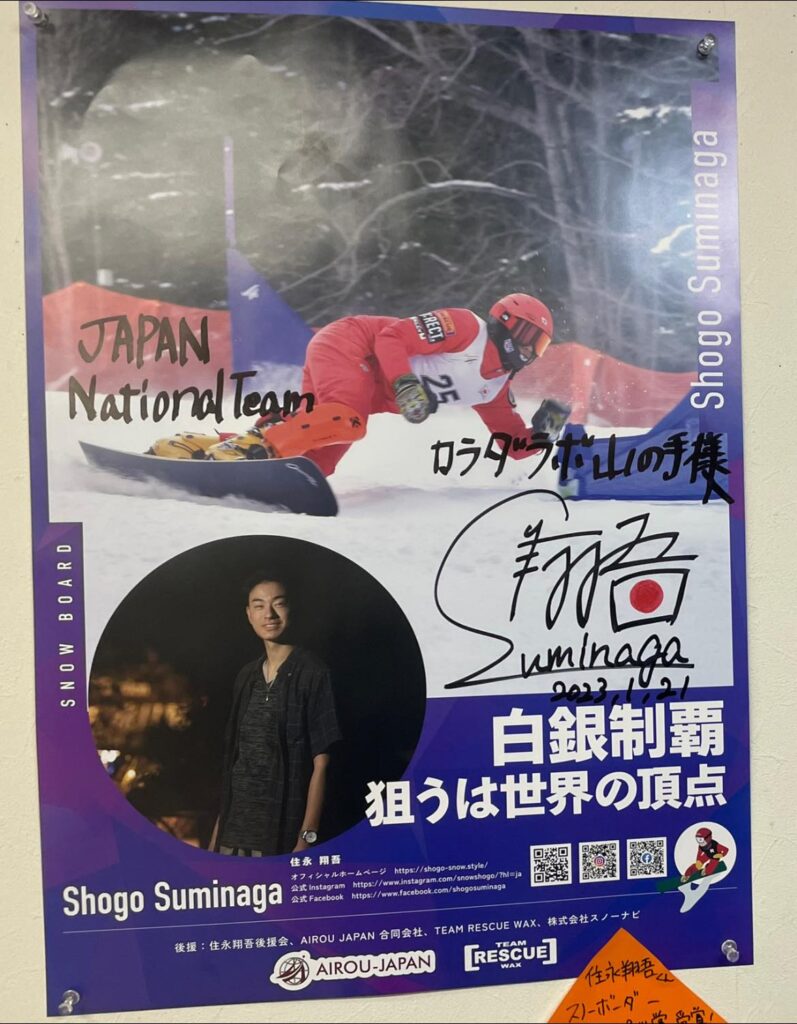 Shogo Suminaga
F-RECT.
25
JAPAN
National Team
カラダラボ山の手様
翔吾
Suminaga
2023,1,21
SNOW BOARD
白銀制覇
狙うは世界の頂点
住永 翔吾
オフィシャルホームページ https://shogo-snow.style/
公式 Instagram https://www.instagram.com/snowshogo/?hl=ja
公式 Facebook https://www.facebook.com/shogosuminaga
Shogo Suminaga
後援：住永翔吾後援会、AIROU JAPAN 合同会社、TEAM RESCUE WAX、株式会社スノーナビ
AIROU-JAPAN
TEAM
RESCUE
WAX
住永翔吾くん
スノーボーダー
受賞！